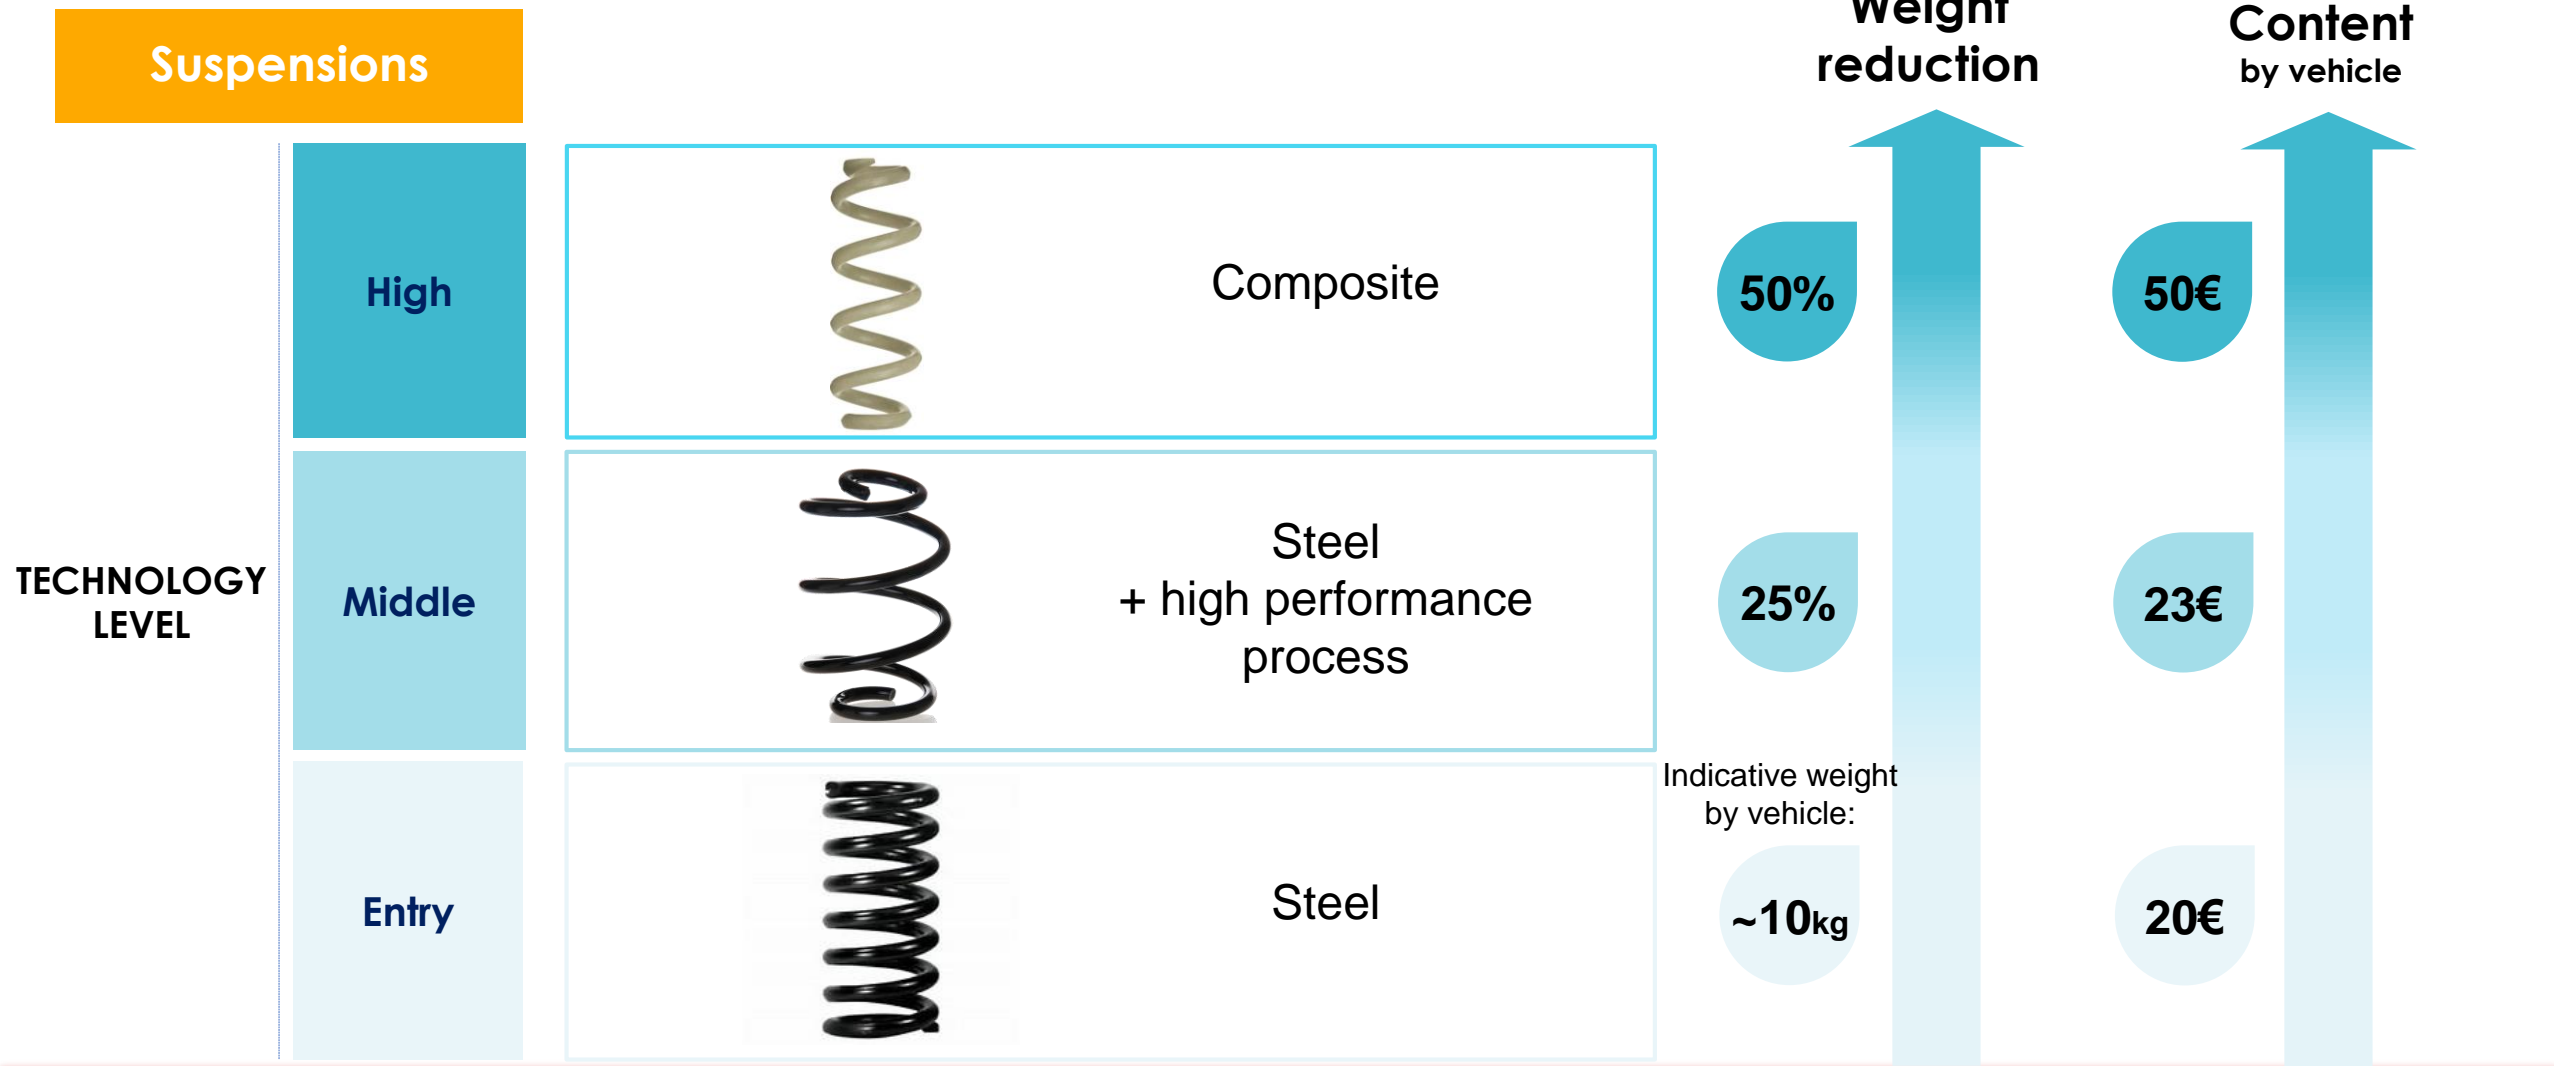 Suspensions
Weight
reduction
Content
by vehicle
High
Composite
50%
50€
TECHNOLOGY
LEVEL
Middle
Steel
+ high performance
process
25%
23€
Entry
Steel
Indicative weight
by vehicle:
~10kg
20€